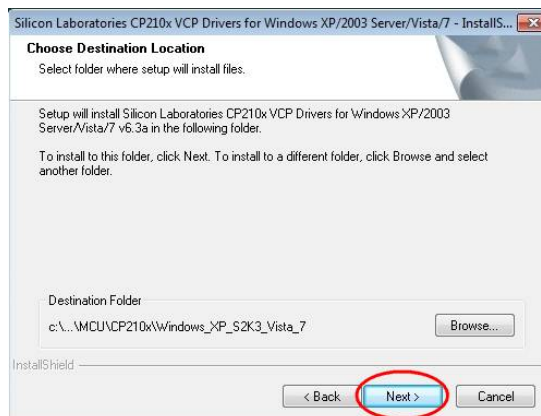 Silicon Laboratories CP210x VCP Drivers for Windows XP/2003 Server/Vista/7 - InstallS...
Choose Destination Location
Select folder where setup will install files.
Setup will install Silicon Laboratories CP210x VCP Drivers for Windows XP/2003
Server/Vista/7 v6.3a in the following folder.
To install to this folder, click Next. To install to a different folder, click Browse and select
another folder.
Destination Folder
c:\...\MCU\CP210x\Windows_XP_S2K3_Vista_7
Browse...
InstallShield
< Back
Next >
Cancel